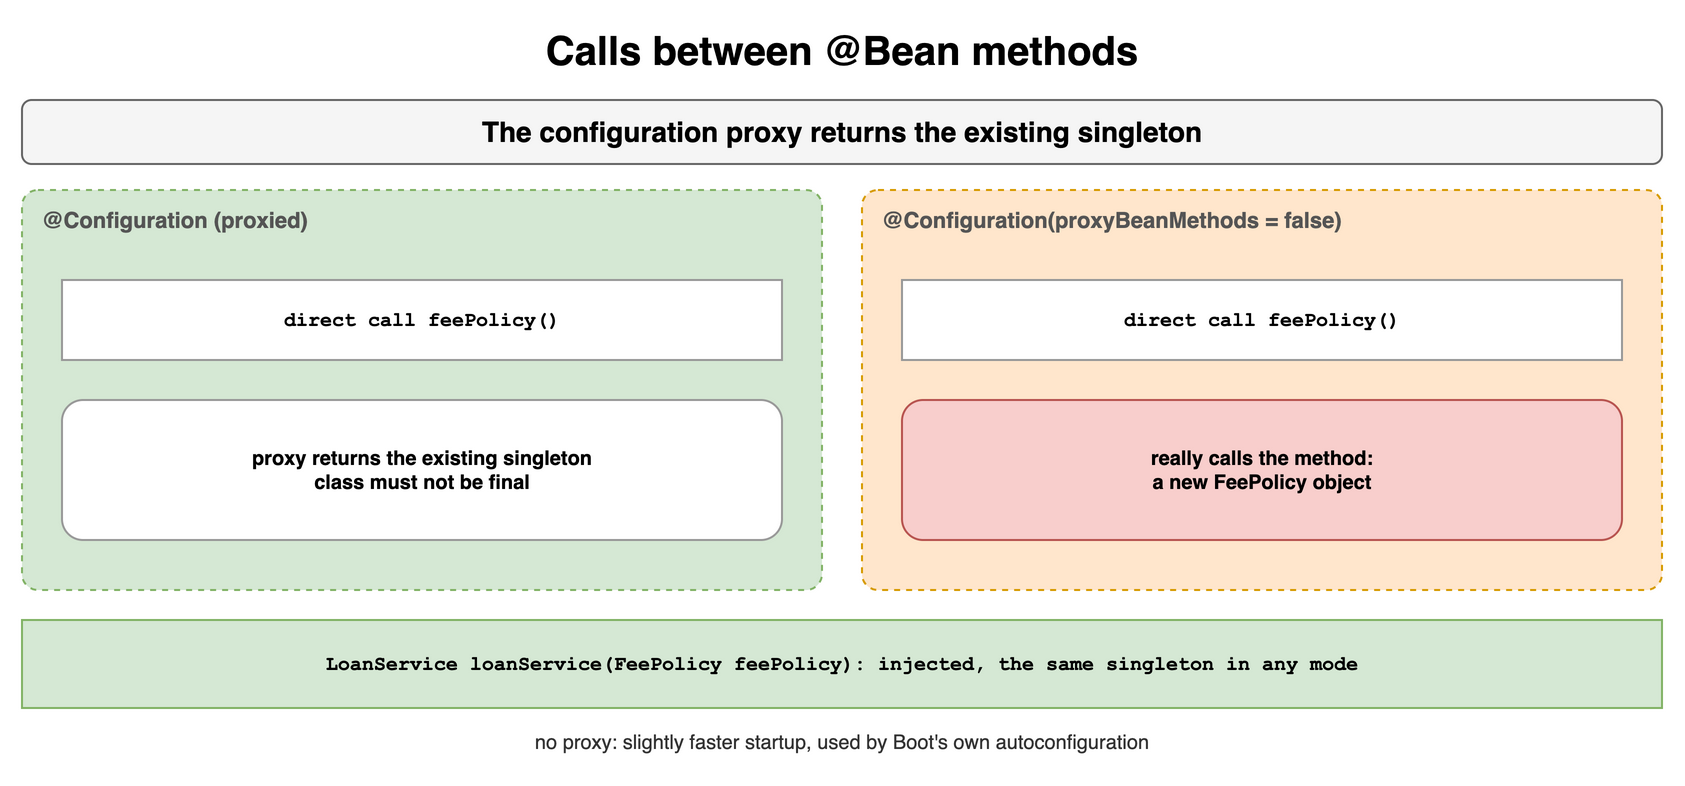 Calls between @Bean methods
The configuration proxy returns the existing singleton
@Configuration (proxied)
direct call feePolicy()
proxy returns the existing singleton
class must not be final
@Configuration(proxyBeanMethods = false)
direct call feePolicy()
really calls the method:
a new FeePolicy object
LoanService loanService(FeePolicy feePolicy): injected, the same singleton in any mode
no proxy: slightly faster startup, used by Boot's own autoconfiguration